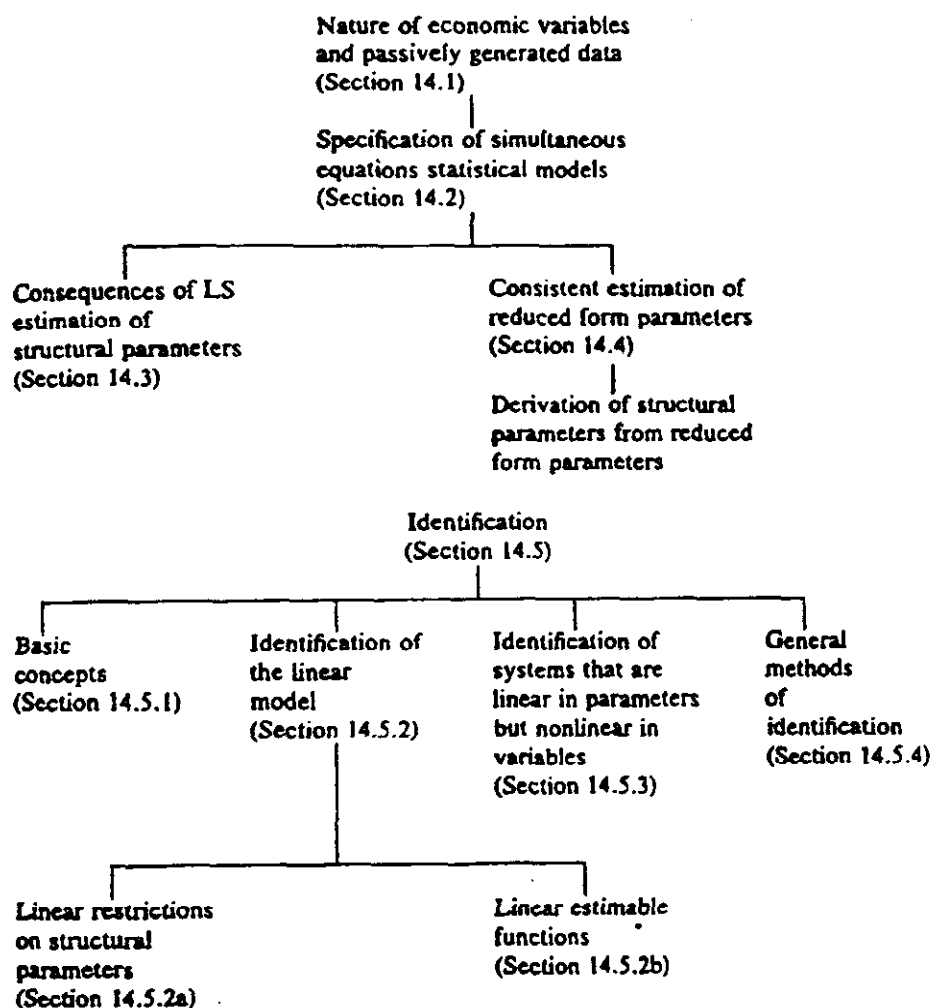 Nature of economic variables
and passively generated data
(Section 14.1)
Specification of simultaneous
equations statistical models
(Section 14.2)
Consequences of LS
estimation of
structural parameters
(Section 14.3)
Consistent estimation of
reduced form parameters
(Section 14.4)
Derivation of structural
parameters from reduced
form parameters
Identification
(Section 14.5)
Basic
concepts
(Section 14.5.1)
Identification of
the linear
model
(Section 14.5.2)
Identification of
systems that are
linear in parameters
but nonlinear in
variables
(Section 14.5.3)
General
methods
of
identification
(Section 14.5.4)
Linear restrictions
on structural
parameters
(Section 14.5.2a)
Linear estimable
functions
(Section 14.5.2b)